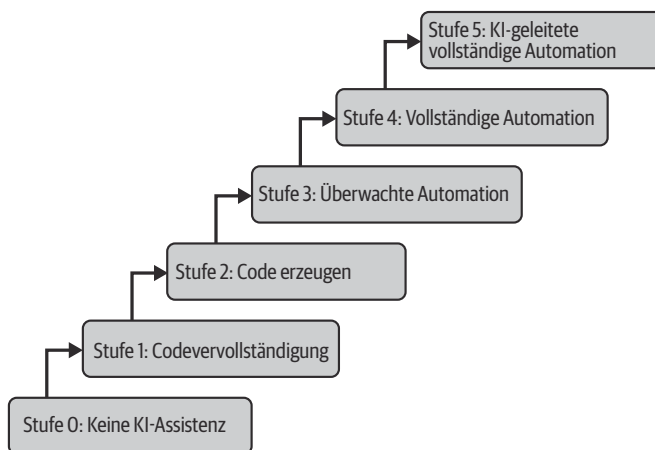 Stufe 5: KI-geleitete
vollständige Automation
Stufe 4: Vollständige Automation
Stufe 3: Überwachte Automation
Stufe 2: Code erzeugen
Stufe 1: Codevervollständigung
Stufe 0: Keine KI-Assistenz